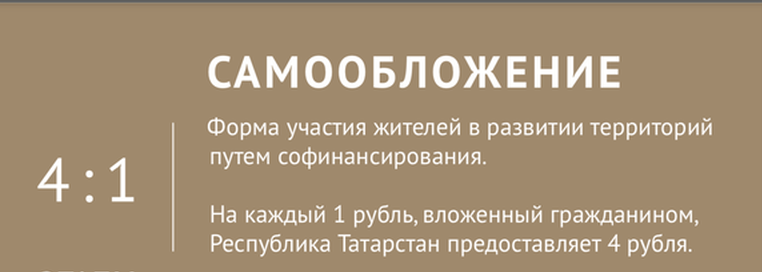 САМООБЛОЖЕНИЕ
Форма участия жителей в развитии территорий
путем софинансирования.
4:1
На каждый 1 рубль, вложенный гражданином,
Республика Татарстан предоставляет 4 рубля.